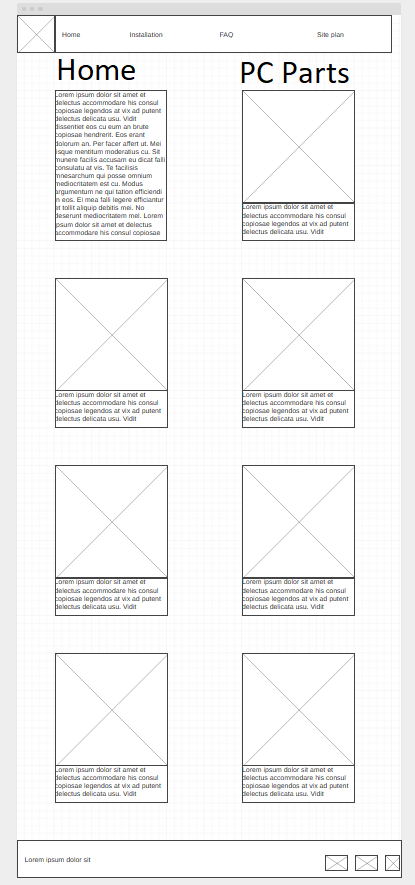 Home Installation FAQ Site plan
Home
PC Parts
Lorem ipsum dolor sit amet et
delectus accommodare his consul
copiosae legendos at vix ad putent
delectus delicata usu. Vidit
dissentiet eos cu eum an brute
copiosae hendrerit. Eos erant
dolorum an. Per facer affert ut. Mei
iisque mentitum moderatius cu. Sit
munere facilis accusam eu dicat falli
consulatu at vis. Te facilisis
mnesarchum qui posse omnium
mediocritatem est cu. Modus
argumentum ne qui tation efficiendi
in eos. Ei mea falli legere efficiantur
et tollit aliquip debitis mei. No
deserunt mediocritatem mel. Lorem
ipsum dolor sit amet et delectus
accommodare his consul copiosae
Lorem ipsum dolor sit amet et
delectus accommodare his consul
copiosae legendos at vix ad putent
delectus delicata usu. Vidit
Lorem ipsum dolor sit amet et
delectus accommodare his consul
copiosae legendos at vix ad putent
delectus delicata usu. Vidit
Lorem ipsum dolor sit amet et
delectus accommodare his consul
copiosae legendos at vix ad putent
delectus delicata usu. Vidit
Lorem ipsum dolor sit amet et
delectus accommodare his consul
copiosae legendos at vix ad putent
delectus delicata usu. Vidit
Lorem ipsum dolor sit amet et
delectus accommodare his consul
copiosae legendos at vix ad putent
delectus delicata usu. Vidit
Lorem ipsum dolor sit amet et
delectus accommodare his consul
copiosae legendos at vix ad putent
delectus delicata usu. Vidit
Lorem ipsum dolor sit amet et
delectus accommodare his consul
copiosae legendos at vix ad putent
delectus delicata usu. Vidit
Lorem ipsum dolor sit